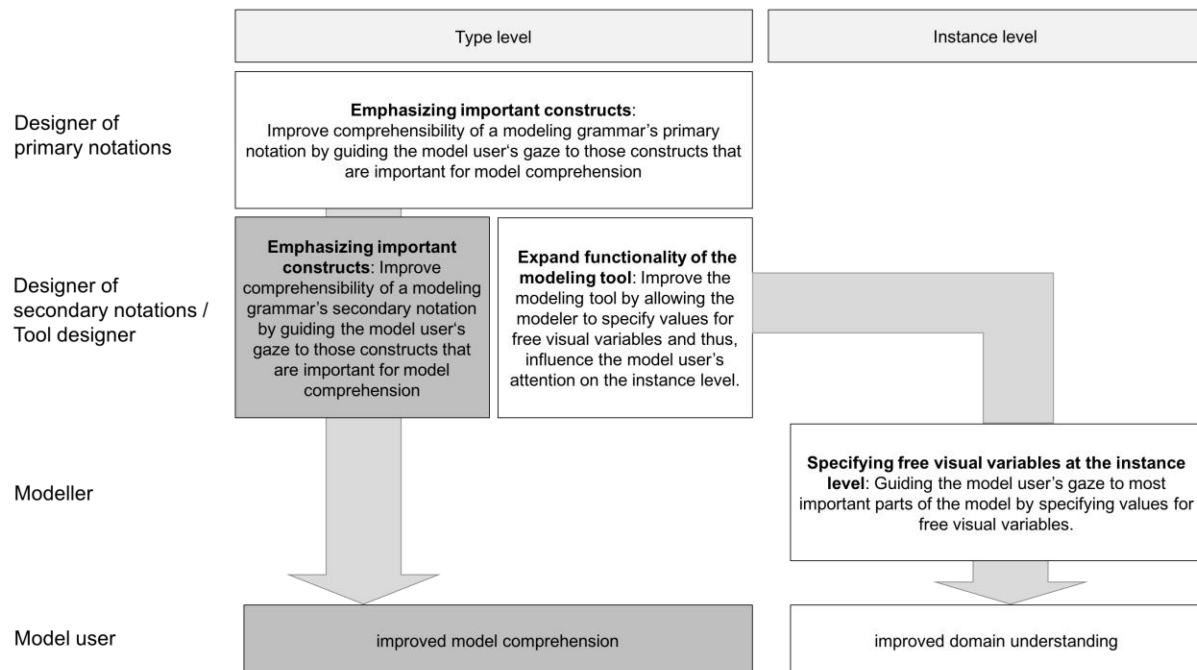 Type level
Instance level
Designer of
primary notations
Emphasizing important constructs:
Improve comprehensibility of a modeling grammar's primary
notation by guiding the model user‘s gaze to those constructs that
are important for model comprehension
Designer of
secondary notations /
Tool designer
Emphasizing important
constructs: Improve
comprehensibility of a modeling
grammar's secondary notation
by guiding the model user‘s
gaze to those constructs that
are important for model
comprehension
Expand functionality of the
modeling tool: Improve the
modeling tool by allowing the
modeler to specify values for
free visual variables and thus,
influence the model user's
attention on the instance level.
Modeller
Specifying free visual variables at the instance
level: Guiding the model user's gaze to most
important parts of the model by specifying values for
free visual variables.
Model user
improved model comprehension
improved domain understanding